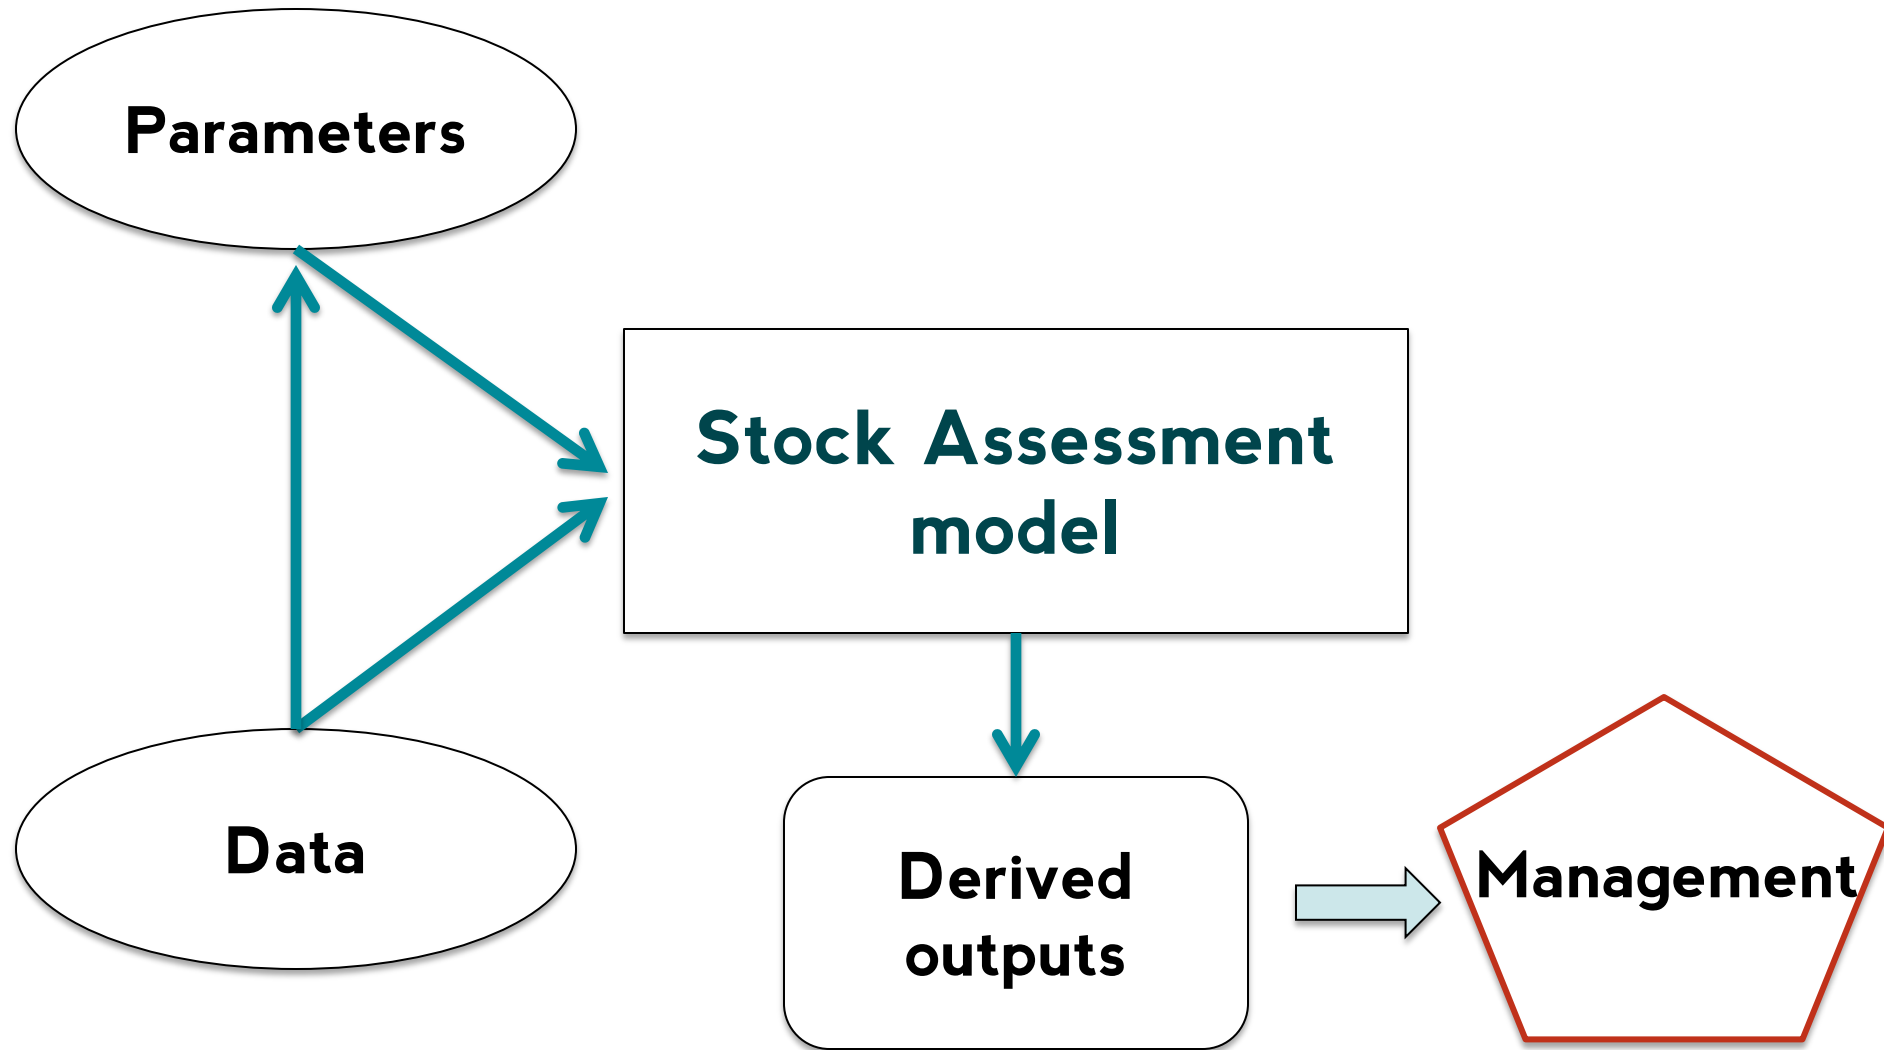 Parameters
Stock Assessment
model
Data
Derived
outputs
Management